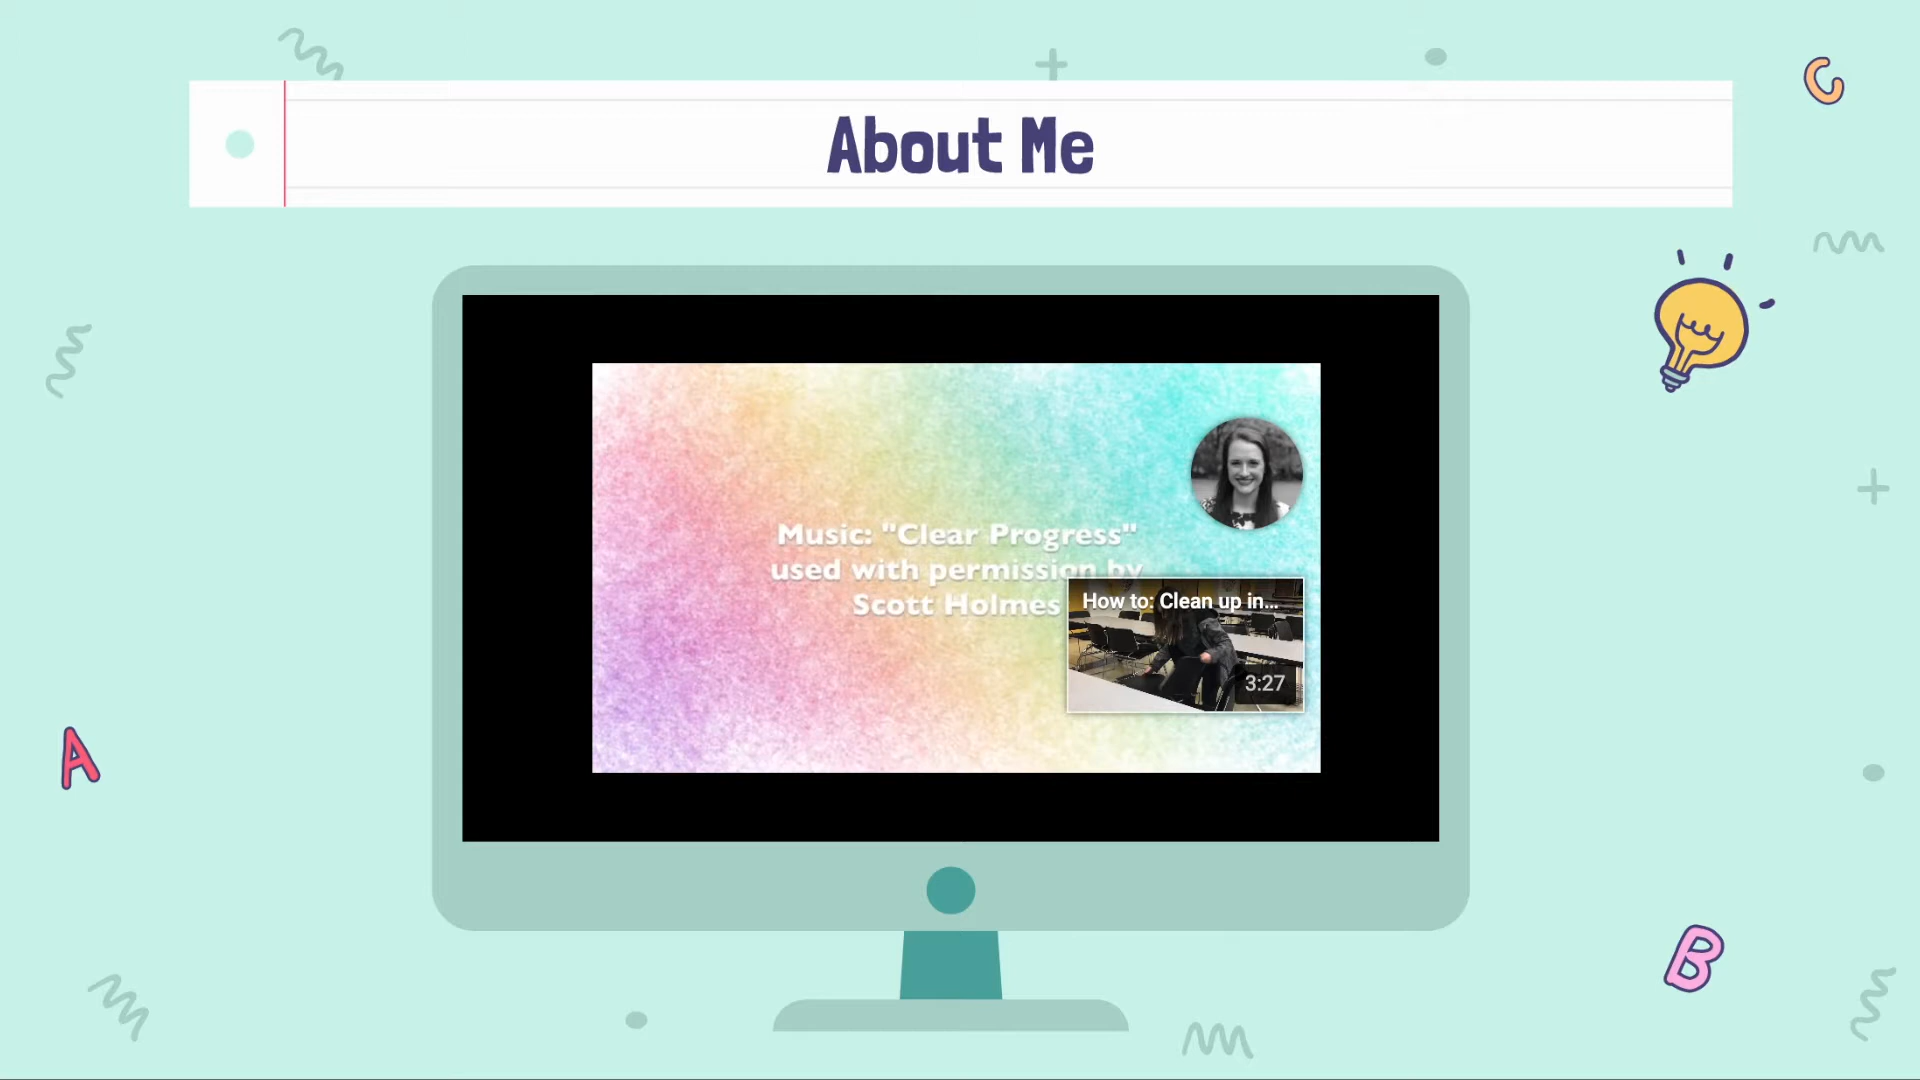 About Me
C
Music: "Clear Progress"
used with permission by
Scott Holmes
How to: Clean up in...
3:27
A
B